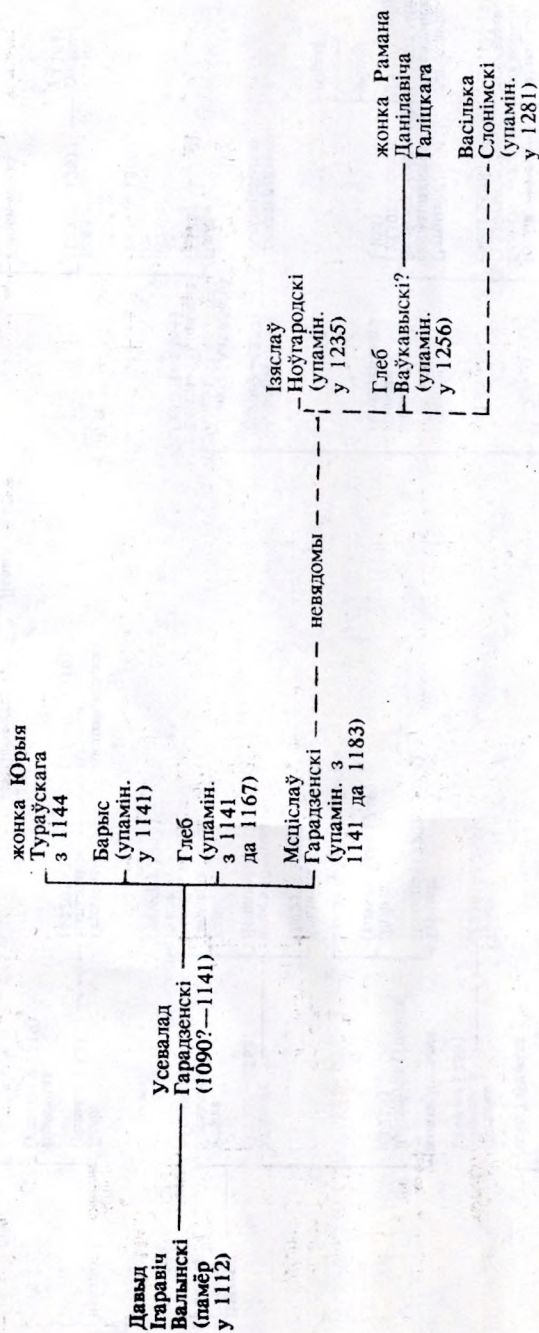 Давыд
Ігаравіч
Валынскі
(памёр
у 1112)
Усевалад
Гарадзенскі
(1090?—1141)
жонка Юрыя
Тураўскага
з 1144
Барыс
(упамін.
у 1141)
Глеб
(упамін.
з 1141
да 1167)
Мсціслаў
Гарадзенскі
(упамін. з
1141 да 1183)
невядомы
Ізяслаў
Ноўгародскі
(упамін.
у 1235)
Глеб
Ваўкавыскі?
(упамін.
у 1256)
жонка Рамана
Данілавіча
Галіцкага
Васілька
Слонімскі
(упамін.
у 1281)